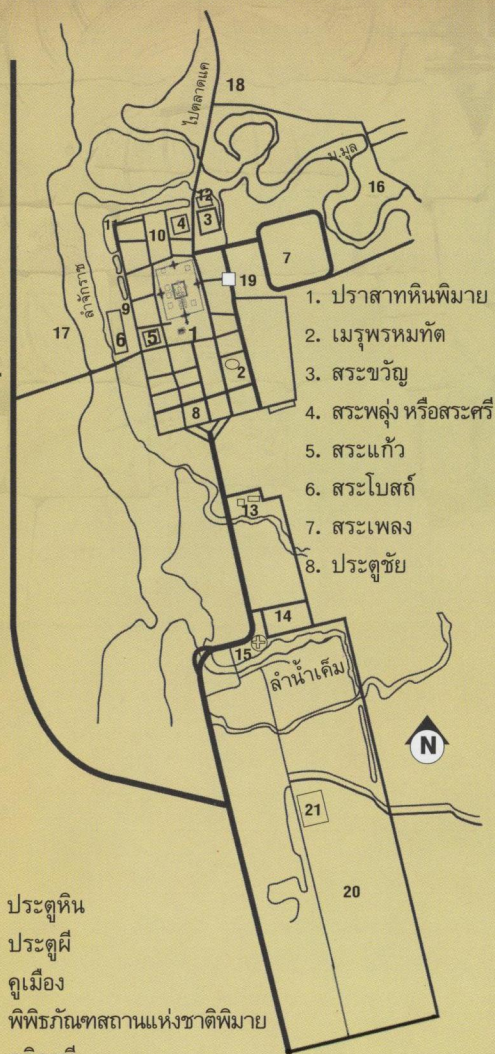 ไปตลาดแค
18
ม.มูล
16
12
4
3
11
10
7
19
ลำจักราช
17
9
6
5
1
2
8
1. ปราสาทหินพิมาย
2. เมรุพรหมทัต
3. สระขวัญ
4. สระพลุ่ง หรือสระศรี
5. สระแก้ว
6. สระโบสถ์
7. สระเพลง
8. ประตูชัย
13
14
15
ลำน้ำเค็ม
N
21
20
ประตูหิน
ประตูผี
คูเมือง
พิพิธภัณฑสถานแห่งชาติพิมาย